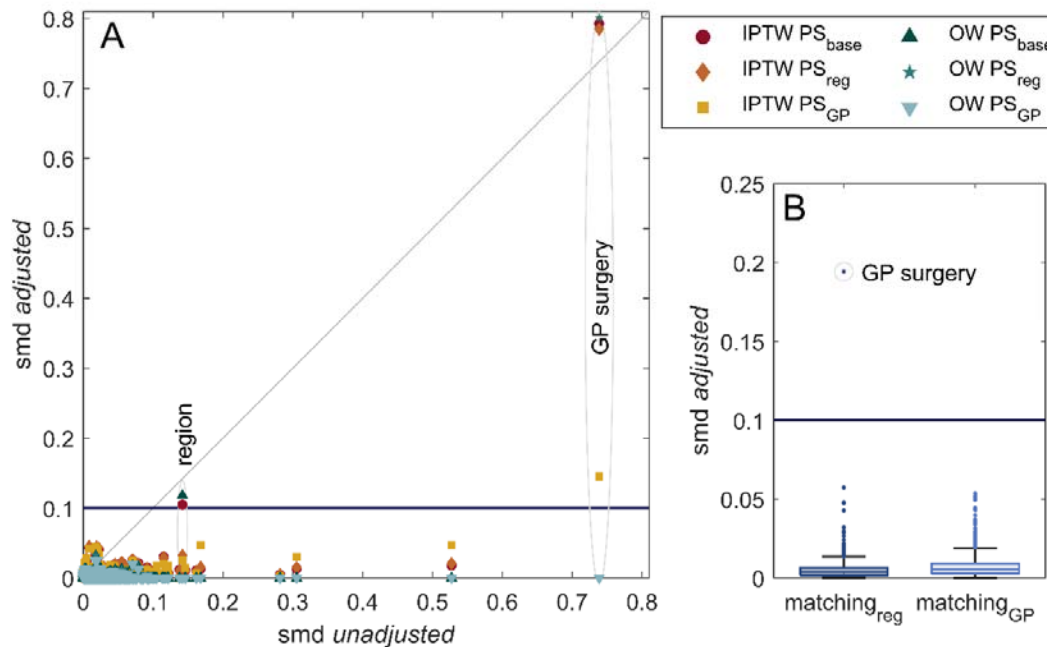 A
0.8
0.7
0.6
0.5
0.4
0.3
0.2
0.1
0
smd adjusted
0 0.1 0.2 0.3 0.4 0.5 0.6 0.7 0.8
smd unadjusted
region
GP surgery
IPTW PSbase
OW PSbase
IPTW PSreg
OW PSreg
IPTW PSGP
OW PSGP
B
0.25
0.2
0.15
0.1
0.05
0
smd adjusted
GP surgery
matchingreg
matchingGP